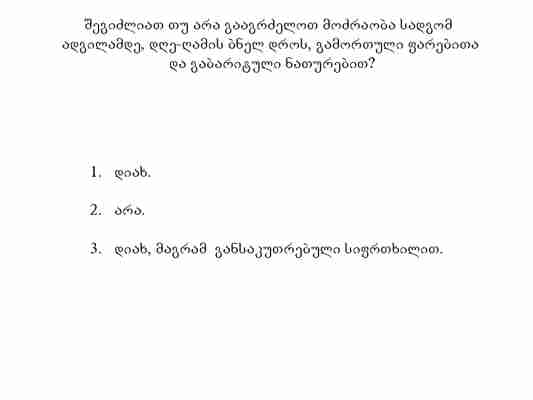 შეგიძლიათ თუ არა გააგრძელოთ მოძრაობა სადგომ
ადგილამდე, დღე-ღამის ბნელ დროს, გამორთული ფარებითა
და გაბარიტული ნათურებით?
1. დიახ.
2. არა.
3. დიახ, მაგრამ განსაკუთრებული სიფრთხილით.